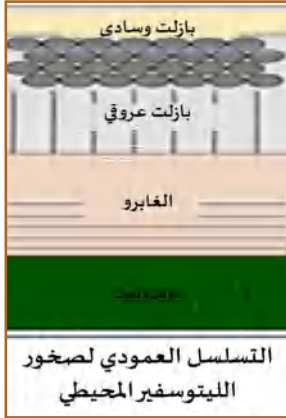 بازلت وسادى
بازلت عروقي
الغابرو
التسلسل العمودي لصخور
الليتوسفير المحيطي